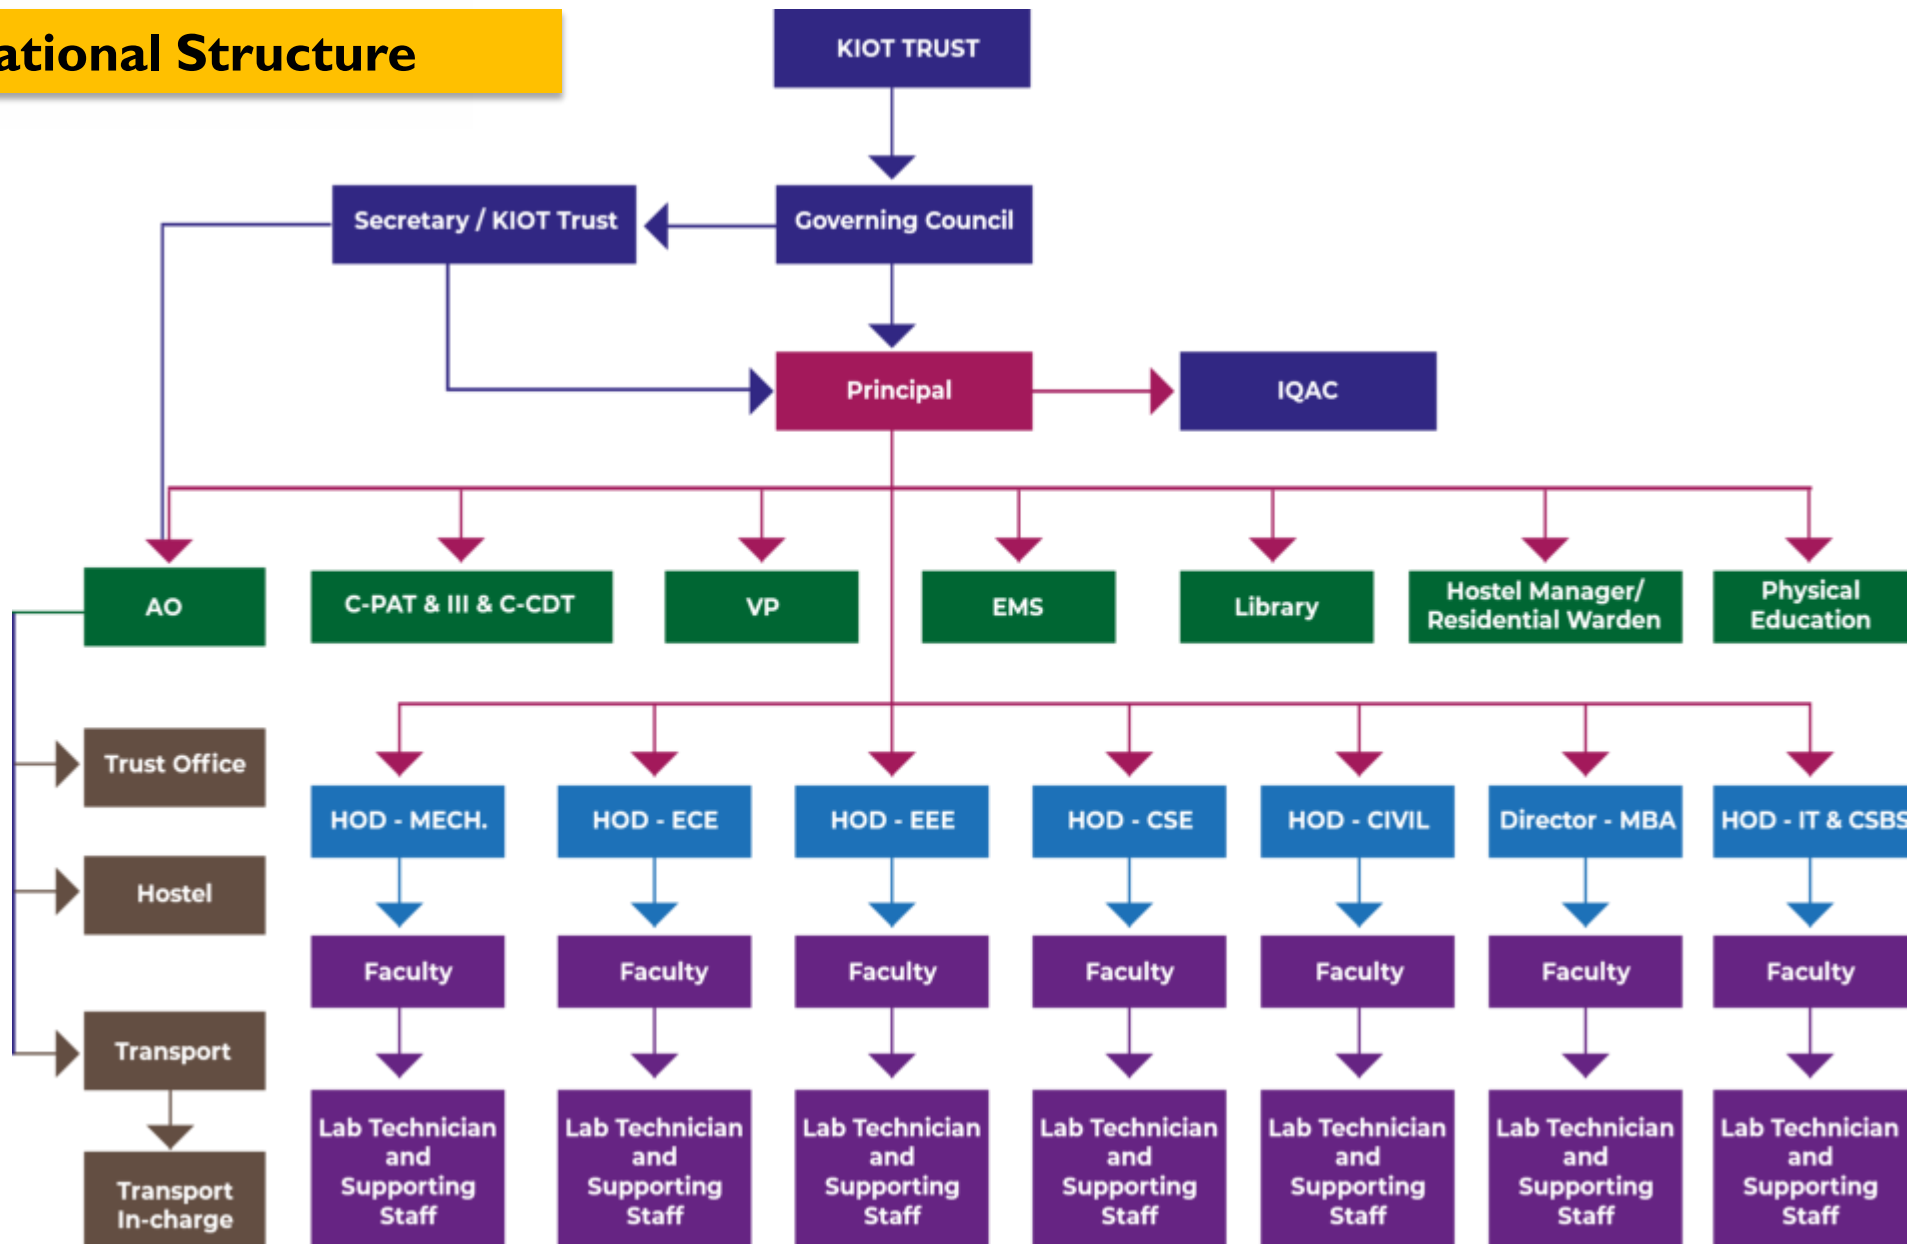 ational Structure
KIOT TRUST
Secretary / KIOT Trust
Governing Council
Principal
IQAC
AO
C-PAT & III & C-CDT
VP
EMS
Library
Hostel Manager/
Residential Warden
Physical
Education
Trust Office
Hostel
Transport
Transport
In-charge
HOD - MECH.
HOD - ECE
HOD - EEE
HOD - CSE
HOD - CIVIL
Director - MBA
HOD - IT & CSBS
Faculty
Faculty
Faculty
Faculty
Faculty
Faculty
Faculty
Lab Technician
and
Supporting
Staff
Lab Technician
and
Supporting
Staff
Lab Technician
and
Supporting
Staff
Lab Technician
and
Supporting
Staff
Lab Technician
and
Supporting
Staff
Lab Technician
and
Supporting
Staff
Lab Technician
and
Supporting
Staff